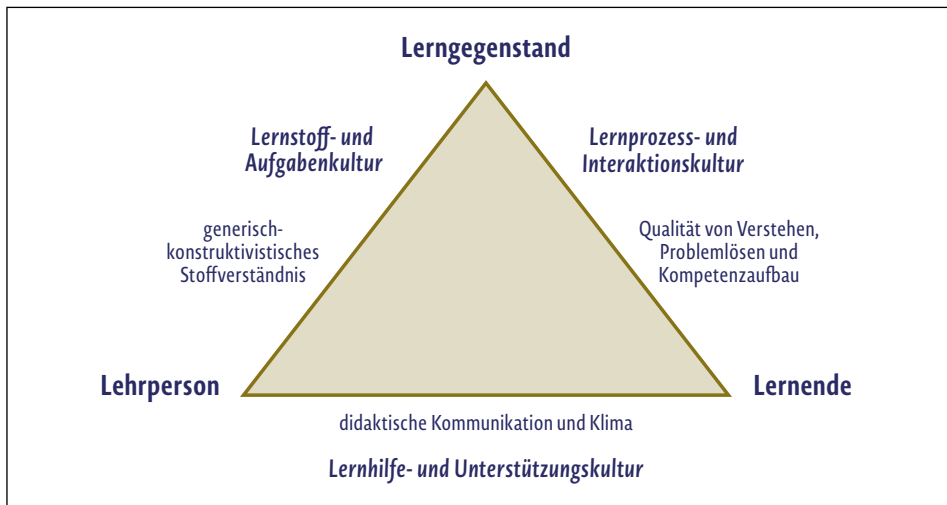 Lerngegenstand
Lernstoff- und
Aufgabenkultur
Lernprozess- und
Interaktionskultur
generisch-
konstruktivistisches
Stoffverständnis
Qualität von Verstehen,
Problemlösen und
Kompetenzaufbau
Lehrperson
Lernende
didaktische Kommunikation und Klima
Lernhilfe- und Unterstützungskultur